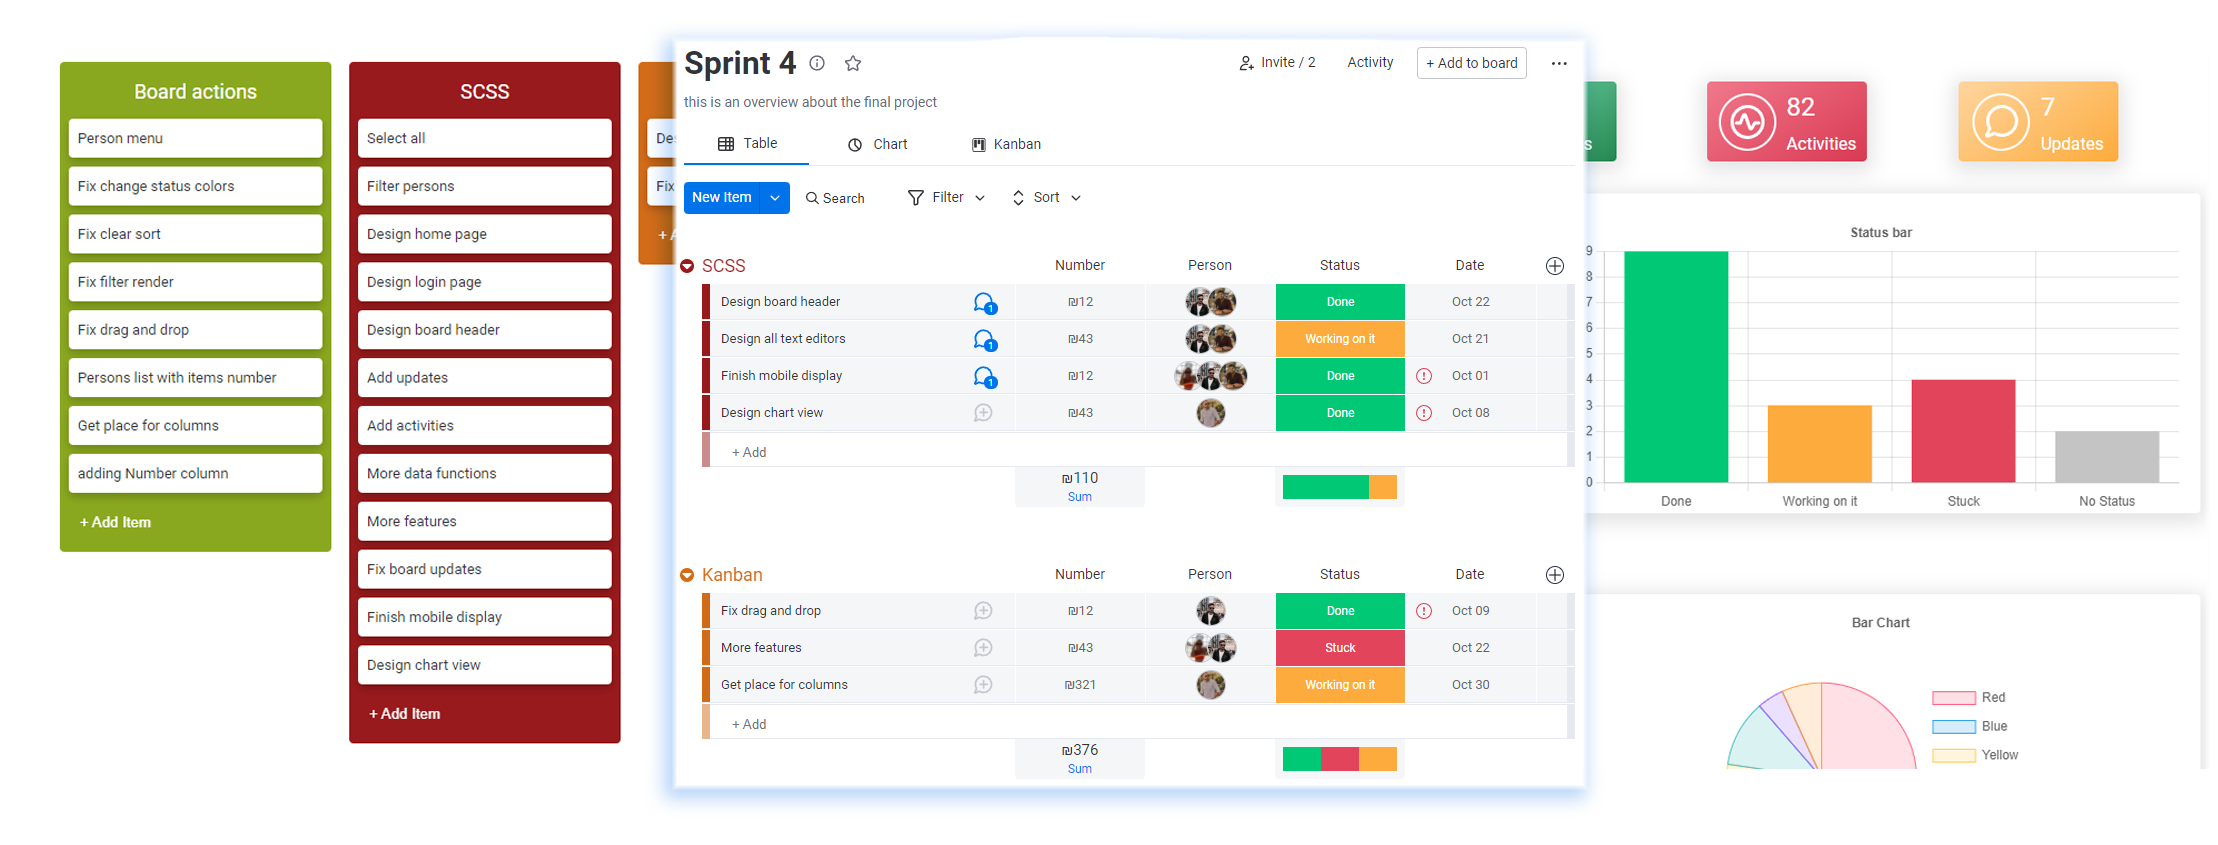 Board actions
Person menu
Fix change status colors
Fix clear sort
Fix filter render
Fix drag and drop
Persons list with items number
Get place for columns
adding Number column
+ Add Item
SCSS
Select all
Filter persons
Design home page
Design login page
Design board header
Add updates
Add activities
More data functions
More features
Fix board updates
Finish mobile display
Design chart view
+ Add Item
Fix
+
Sprint 4
Invite / 2
Activity
+ Add to board
this is an overview about the final project
Table
Chart
Kanban
New Item
Search
Filter
Sort
SCSS Number Person Status Date
Design board header 1 ₪12 Done Oct 22
Design all text editors 1 ₪43 Working on it Oct 21
Finish mobile display 1 ₪12 Done Oct 01
Design chart view ₪43 Done Oct 08
+ Add
₪110
Sum
Kanban Number Person Status Date
Fix drag and drop ₪12 Done Oct 09
More features ₪43 Stuck Oct 22
Get place for columns ₪321 Working on it Oct 30
+ Add
₪376
Sum
82
Activities
7
Updates
Status bar
9
8
7
6
5
4
3
2
1
0
Done Working on it Stuck No Status
Bar Chart
Red
Blue
Yellow